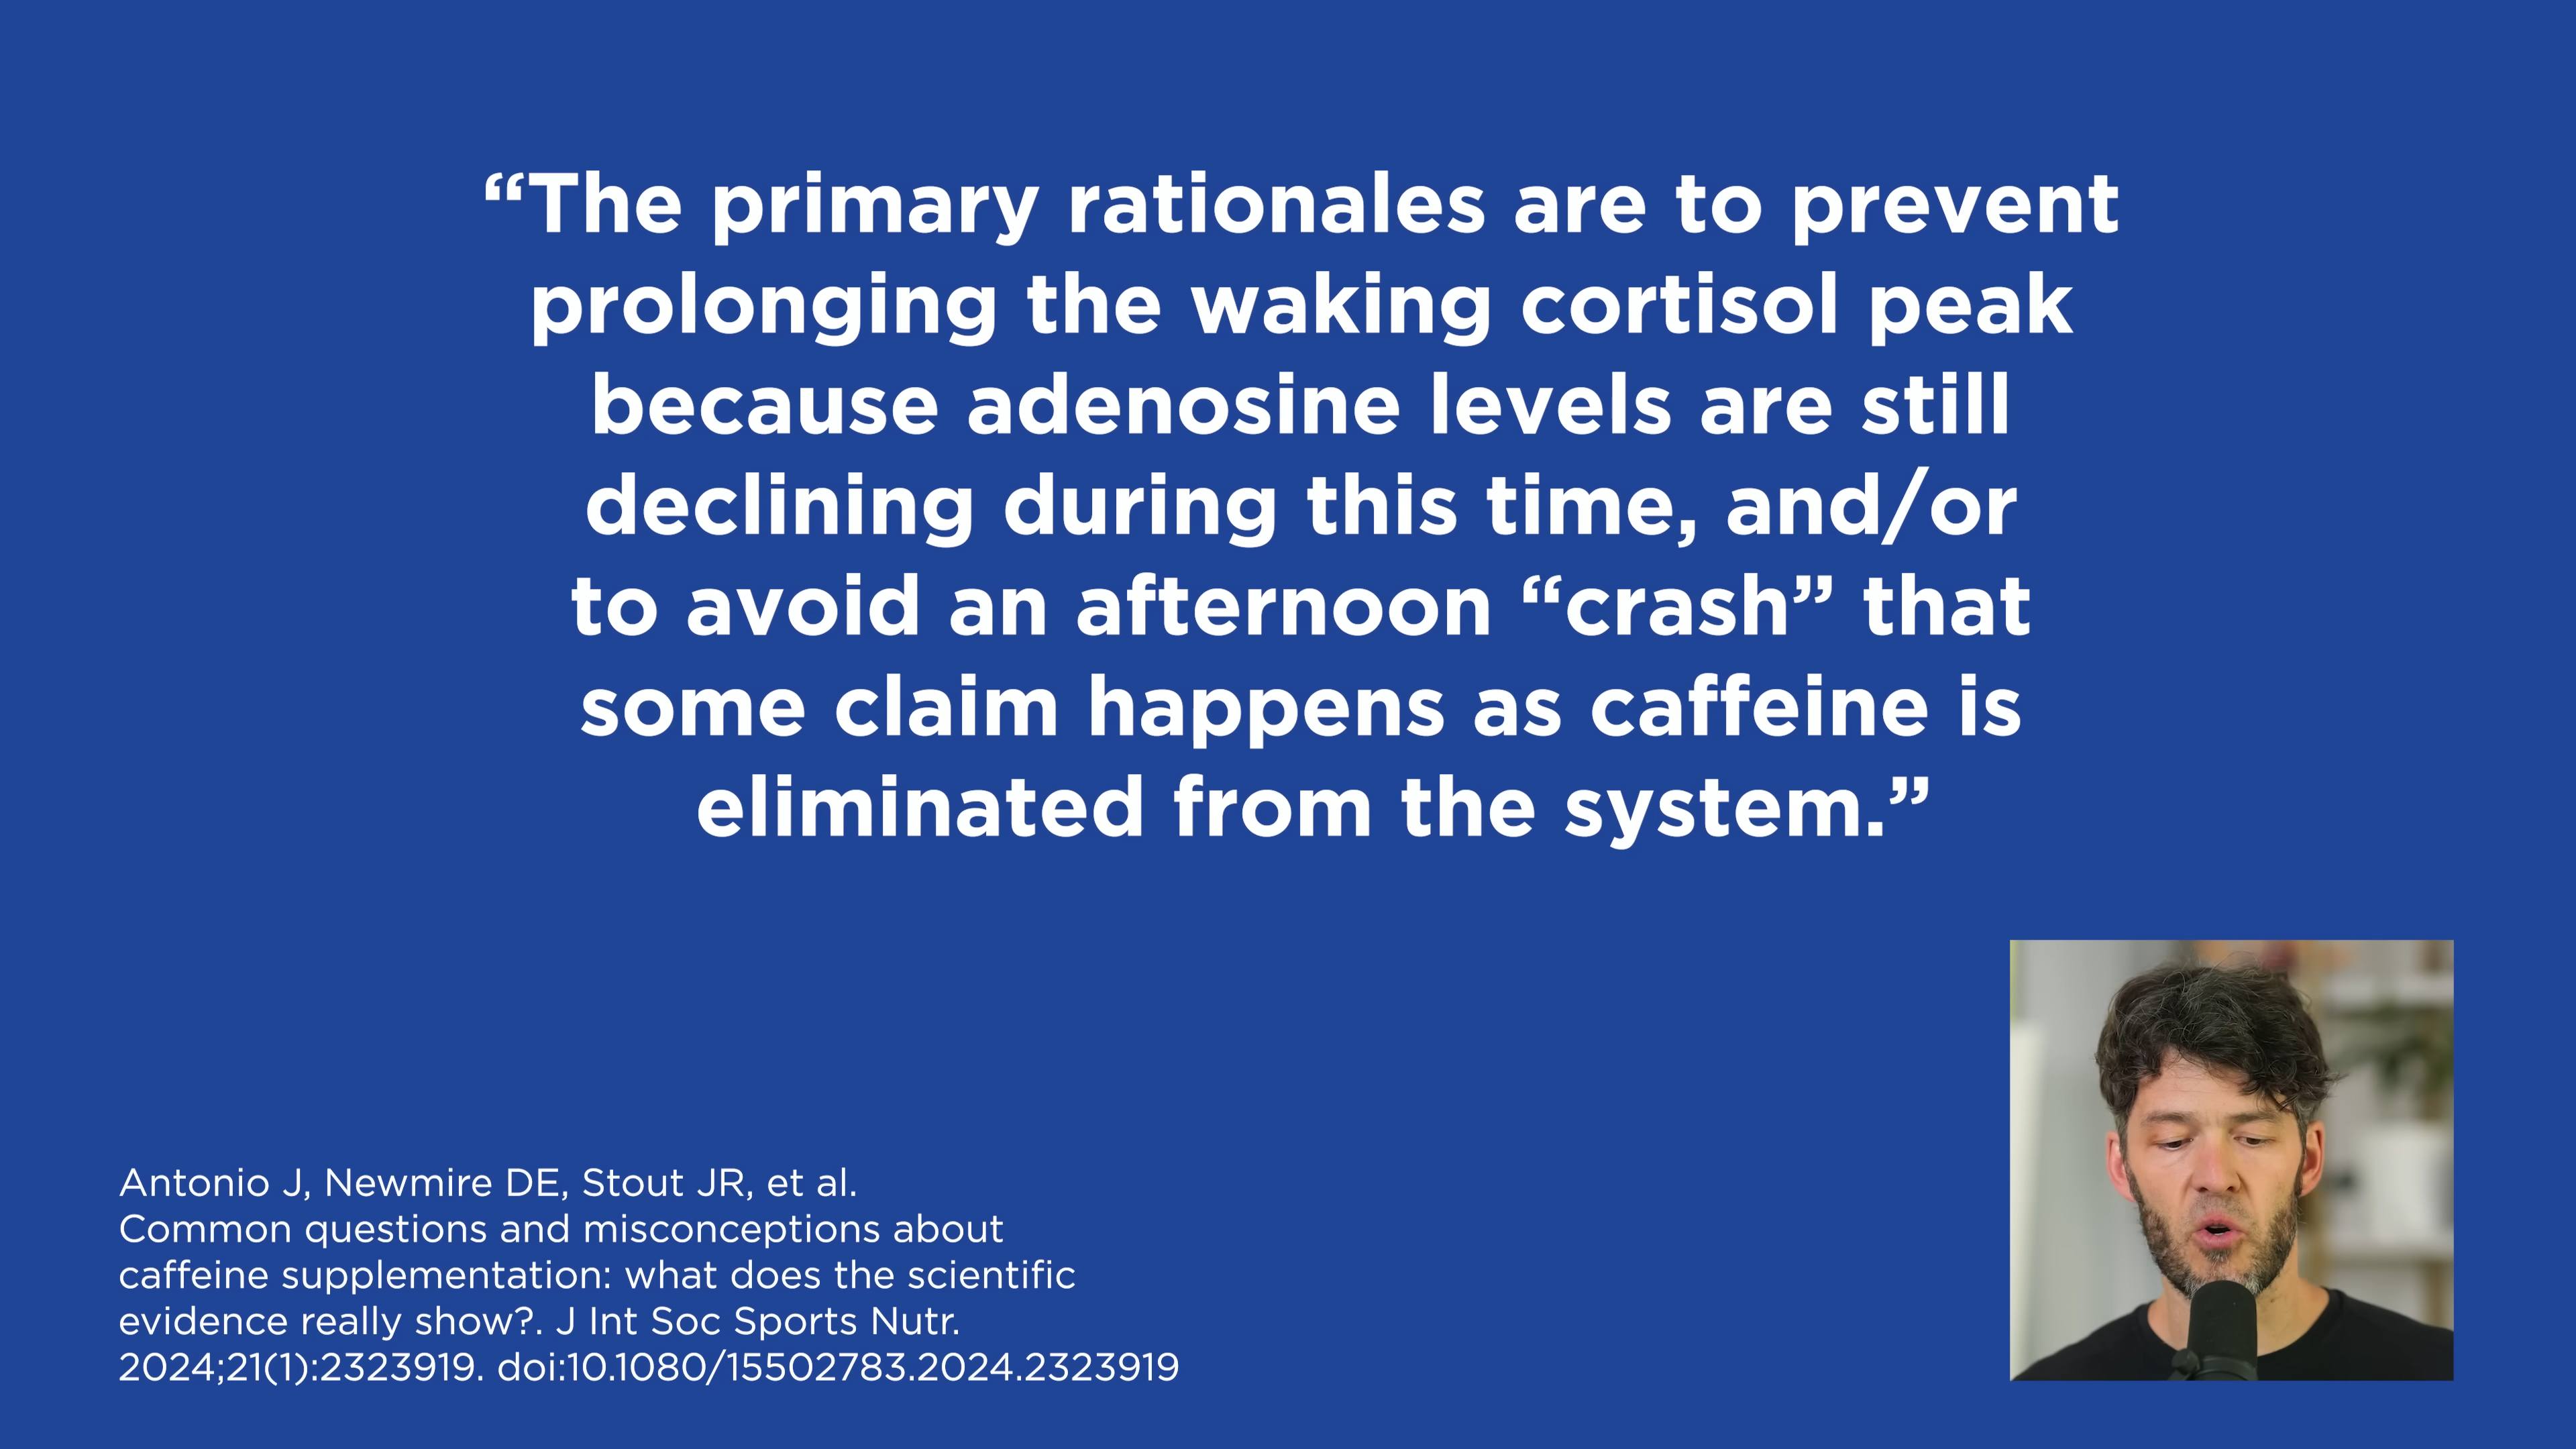 “The primary rationales are to prevent
prolonging the waking cortisol peak
because adenosine levels are still
declining during this time, and/or
to avoid an afternoon “crash” that
some claim happens as caffeine is
eliminated from the system.”
Antonio J, Newmire DE, Stout JR, et al.
Common questions and misconceptions about
caffeine supplementation: what does the scientific
evidence really show?. J Int Soc Sports Nutr.
2024;21(1):2323919. doi:10.1080/15502783.2024.2323919